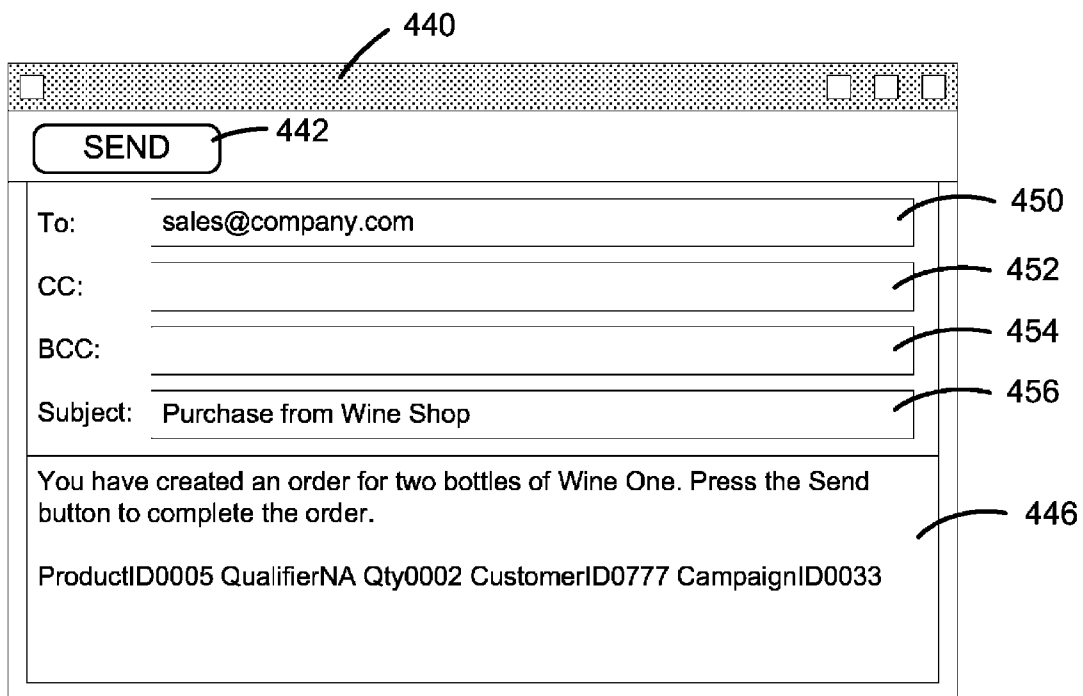 440
SEND
442
To: sales@company.com
450
CC:
452
BCC:
454
Subject: Purchase from Wine Shop
456
You have created an order for two bottles of Wine One. Press the Send
button to complete the order.
446
ProductID0005 QualifierNA Qty0002 CustomerID0777 CampaignID0033